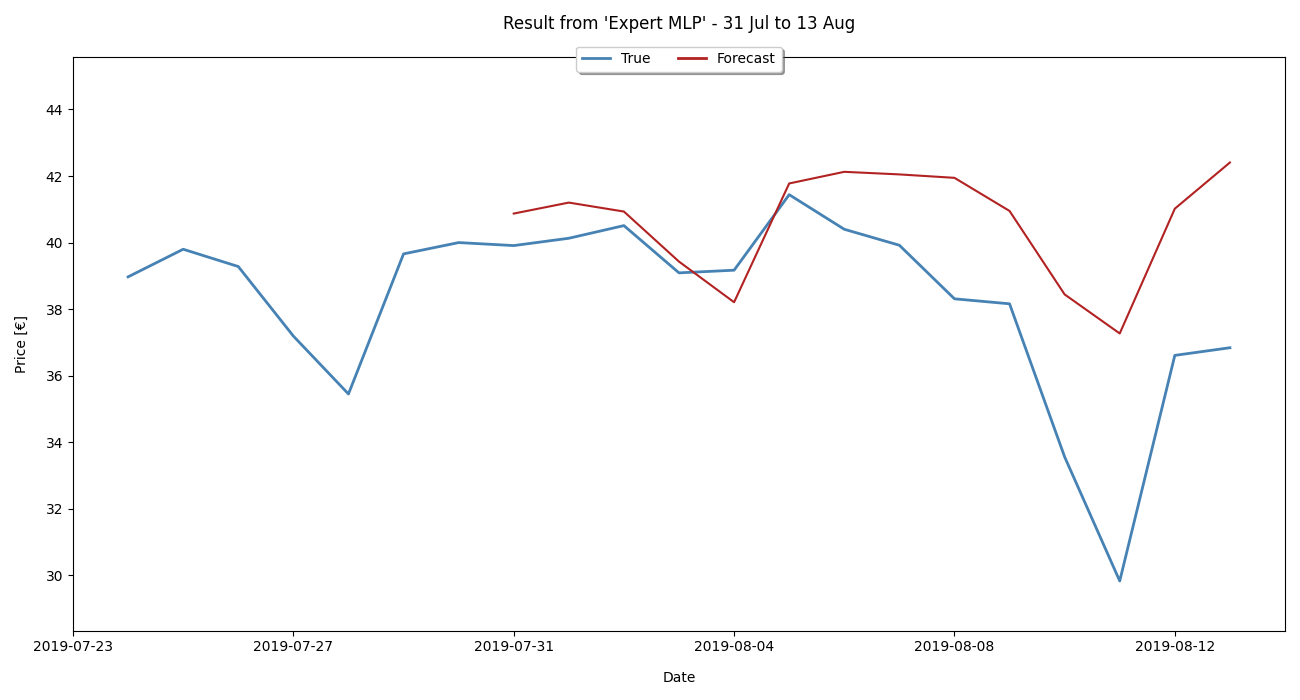 Result from 'Expert MLP' - 31 Jul to 13 Aug
True
Forecast
44
42
40
38
36
34
32
30
Price [€]
2019-07-23
2019-07-27
2019-07-31
2019-08-04
2019-08-08
2019-08-12
Date